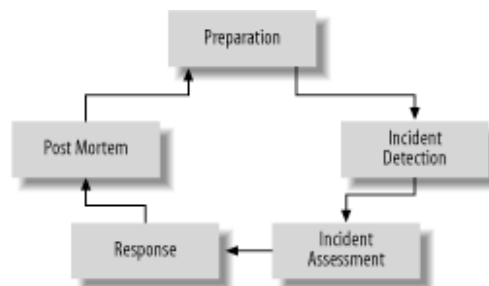 Preparation
Incident
Detection
Incident
Assessment
Response
Post Mortem